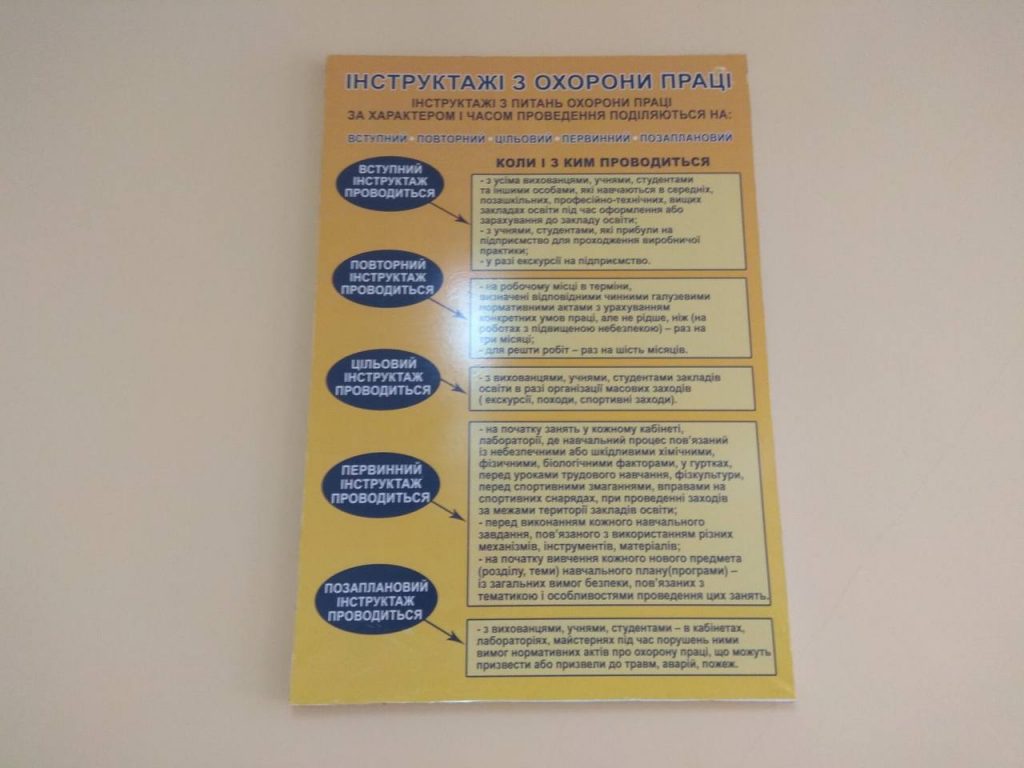 ІНСТРУКТАЖІ З ОХОРОНИ ПРАЦІ
ІНСТРУКТАЖІ З ПИТАНЬ ОХОРОНИ ПРАЦІ
ЗА ХАРАКТЕРОМ І ЧАСОМ ПРОВЕДЕННЯ ПОДІЛЯЮТЬСЯ НА:
ВСТУПНИЙ • ПОВТОРНИЙ • ЦІЛЬОВИЙ • ПЕРВИННИЙ • ПОЗАПЛАНОВИЙ
КОЛИ І З КИМ ПРОВОДИТЬСЯ
ВСТУПНИЙ
ІНСТРУКТАЖ
ПРОВОДИТЬСЯ
- з усіма вихованцями, учнями, студентами
та іншими особами, які навчаються в середніх,
позашкільних, професійно-технічних, вищих
закладах освіти під час оформлення або
зарахування до закладу освіти;
- з учнями, студентами, які прибули на
підприємство для проходження виробничої
практики;
- у разі екскурсії на підприємство.
ПОВТОРНИЙ
ІНСТРУКТАЖ
ПРОВОДИТЬСЯ
- на робочому місці в терміни,
визначені відповідними чинними галузевими
нормативними актами з урахуванням
конкретних умов праці, але не рідше, ніж (на
роботах з підвищеною небезпекою) – раз на
три місяці;
- для решти робіт – раз на шість місяців.
ЦІЛЬОВИЙ
ІНСТРУКТАЖ
ПРОВОДИТЬСЯ
- з вихованцями, учнями, студентами закладів
освіти в разі організації масових заходів
( екскурсії, походи, спортивні заходи).
ПЕРВИННИЙ
ІНСТРУКТАЖ
ПРОВОДИТЬСЯ
- на початку занять у кожному кабінеті,
лабораторії, де навчальний процес пов'язаний
із небезпечними або шкідливими хімічними,
фізичними, біологічними факторами, у гуртках,
перед уроками трудового навчання, фізкультури,
перед спортивними змаганнями, вправами на
спортивних снарядах, при проведенні заходів
за межами території закладів освіти;
- перед виконанням кожного навчального
завдання, пов'язаного з використанням різних
механізмів, інструментів, матеріалів;
- на початку вивчення кожного нового предмета
(розділу, теми) навчального плану(програми) –
із загальних вимог безпеки, пов'язаних з
тематикою і особливостями проведення цих занять.
ПОЗАПЛАНОВИЙ
ІНСТРУКТАЖ
ПРОВОДИТЬСЯ
- з вихованцями, учнями, студентами – в кабінетах,
лабораторіях, майстернях під час порушень ними
вимог нормативних актів про охорону праці, що можуть
призвести або призвели до травм, аварій, пожеж.